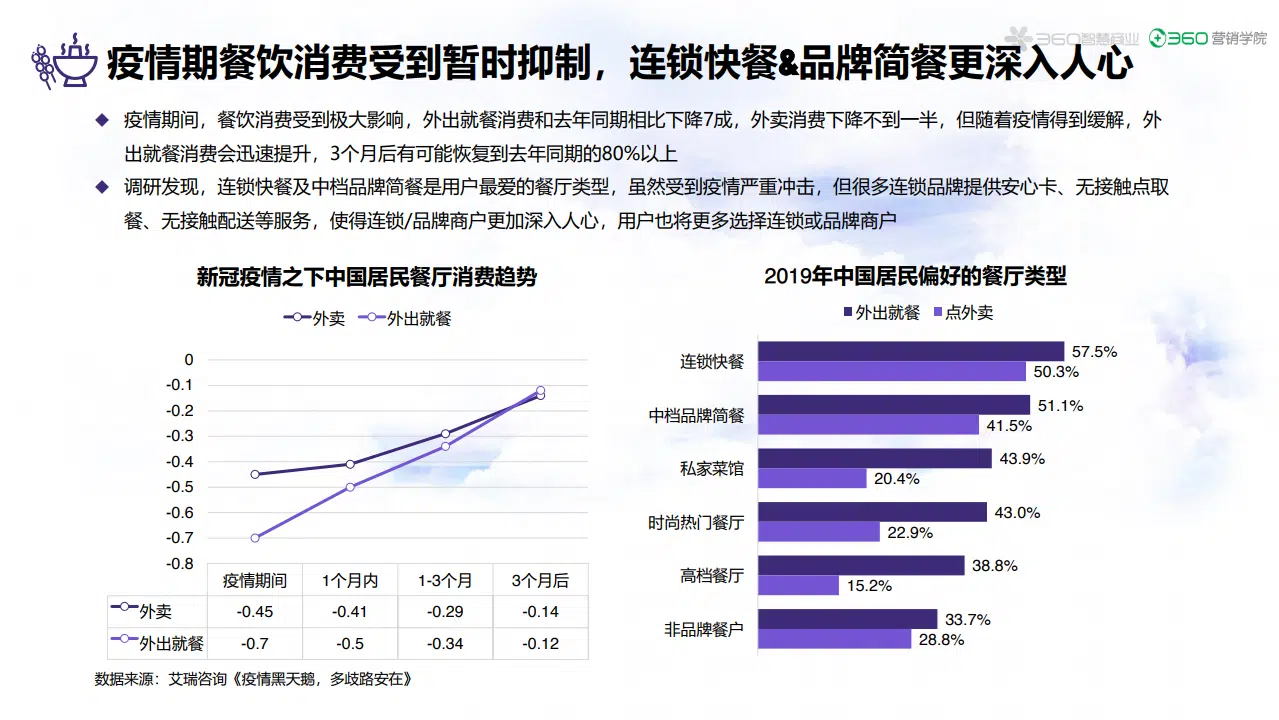 360智慧商业
360 营销学院
疫情期餐饮消费受到暂时抑制，连锁快餐&品牌简餐更深入人心
疫情期间，餐饮消费受到极大影响，外出就餐消费和去年同期相比下降7成，外卖消费下降不到一半，但随着疫情得到缓解，外
出就餐消费会迅速提升，3个月后有可能恢复到去年同期的80%以上
调研发现，连锁快餐及中档品牌简餐是用户最爱的餐厅类型，虽然受到疫情严重冲击，但很多连锁品牌提供安心卡、无接触点取
餐、无接触配送等服务，使得连锁/品牌商户更加深入人心，用户也将更多选择连锁或品牌商户
新冠疫情之下中国居民餐厅消费趋势
外卖 外出就餐
0
-0.1
-0.2
-0.3
-0.4
-0.5
-0.6
-0.7
-0.8
疫情期间 1个月内 1-3个月 3个月后
外卖 -0.45 -0.41 -0.29 -0.14
外出就餐 -0.7 -0.5 -0.34 -0.12
2019年中国居民偏好的餐厅类型
外出就餐 点外卖
连锁快餐 57.5%
50.3%
中档品牌简餐 51.1%
41.5%
私家菜馆 43.9%
20.4%
时尚热门餐厅 43.0%
22.9%
高档餐厅 38.8%
15.2%
非品牌餐户 33.7%
28.8%
数据来源：艾瑞咨询《疫情黑天鹅，多歧路安在》